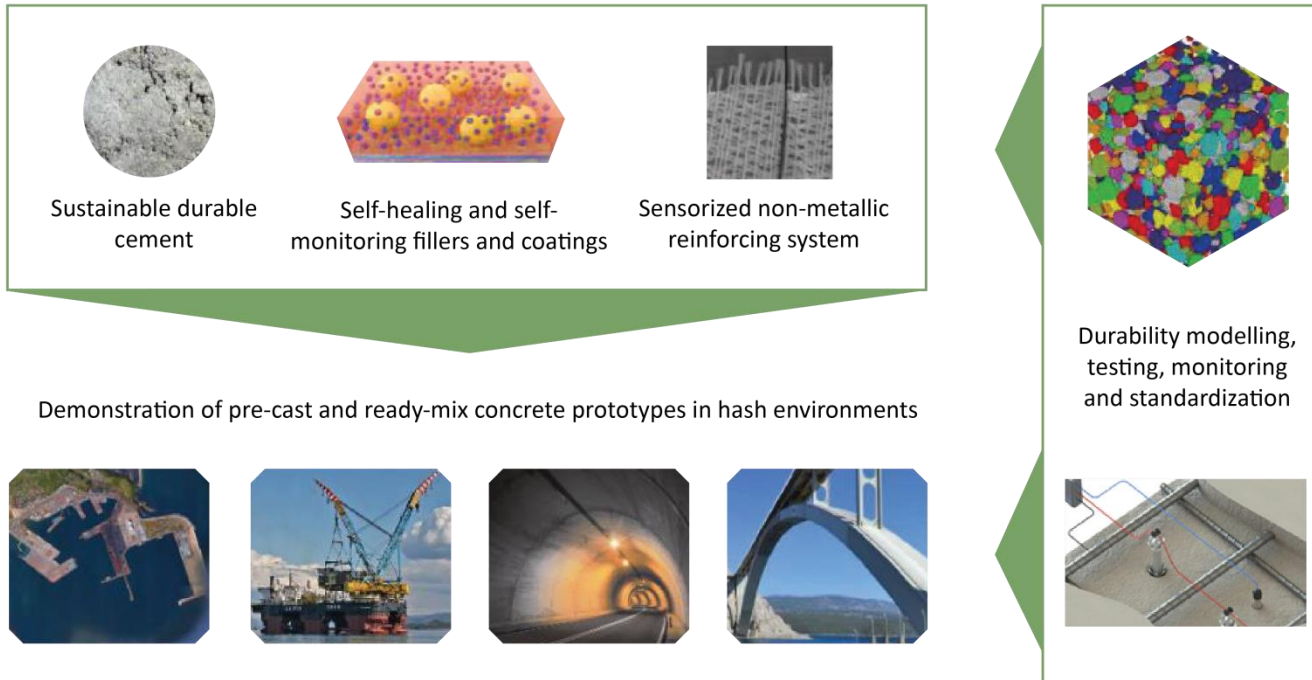 Sustainable durable
cement
Self-healing and self-
monitoring fillers and coatings
Sensorized non-metallic
reinforcing system
Demonstration of pre-cast and ready-mix concrete prototypes in hash environments
Durability modelling,
testing, monitoring
and standardization